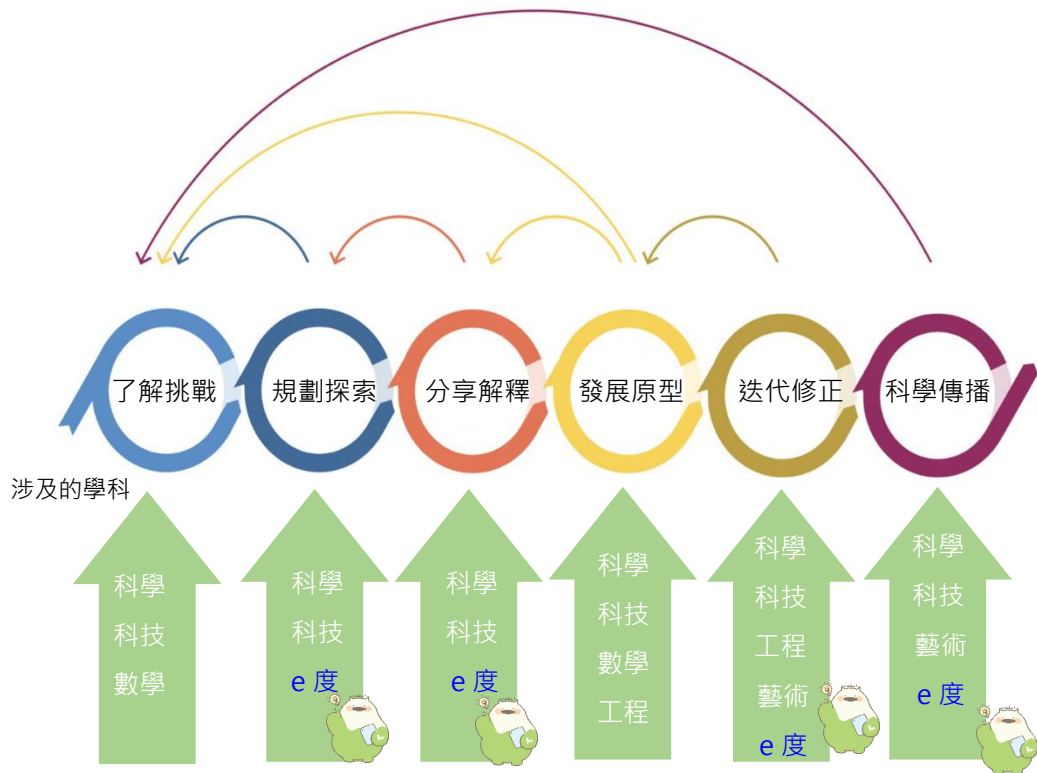 了解挑戰
規劃探索
分享解釋
發展原型
迭代修正
科學傳播
涉及的學科
科學
科技
數學
科學
科技
e 度
科學
科技
e 度
科學
科技
數學
工程
科學
科技
工程
藝術
e 度
科學
科技
藝術
e 度